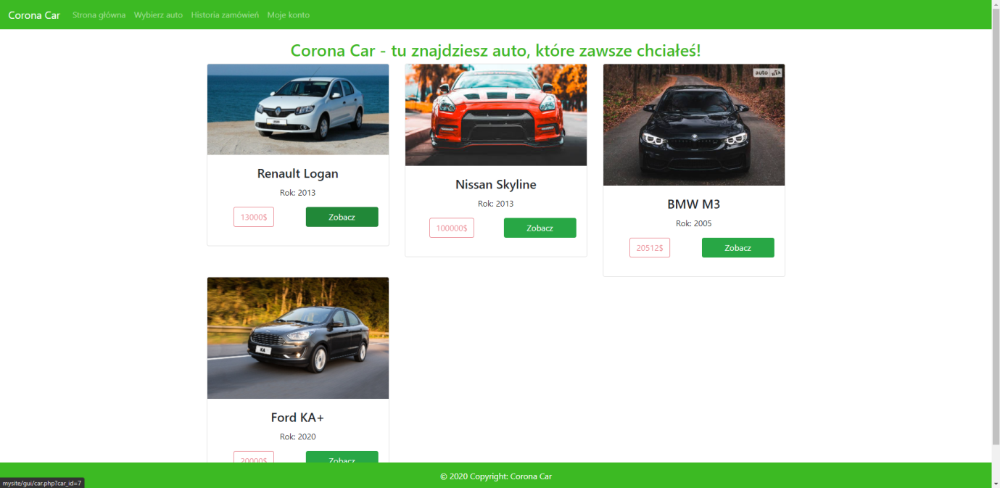 Corona Car Strona główna Wybierz auto Historia zamówień Moje konto
Corona Car - tu znajdziesz auto, które zawsze chciałeś!
Renault Logan
Rok: 2013
13000$ Zobacz
auto
Nissan Skyline
Rok: 2013
100000$ Zobacz
BMW M3
Rok: 2005
20512$ Zobacz
KA+
Ford KA+
Rok: 2020
20000$ Zobacz
© 2020 Copyright: Corona Car
mysite/gui/car.php?car_id=7